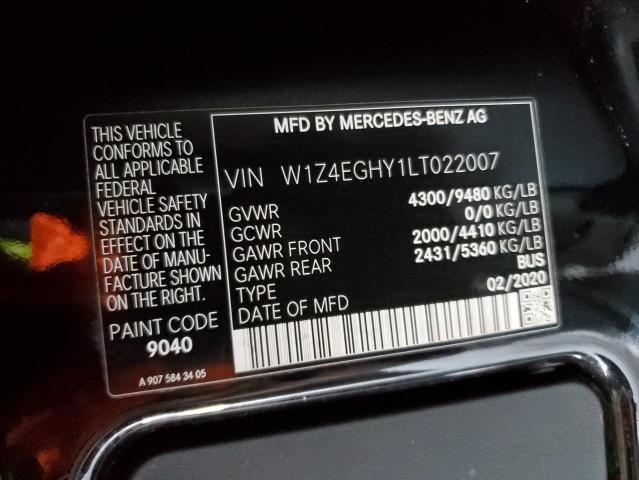 THIS VEHICLE
CONFORMS TO
ALL APPLICABLE
FEDERAL
VEHICLE SAFETY
STANDARDS IN
EFFECT ON THE
DATE OF MANU-
FACTURE SHOWN
ON THE RIGHT.
PAINT CODE
9040
A 907 584 34 05
MFD BY MERCEDES-BENZ AG
VIN W1Z4EGHY1LT022007
GVWR 4300/9480 KG/LB
GCWR 0/0 KG/LB
GAWR FRONT 2000/4410 KG/LB
GAWR REAR 2431/5360 KG/LB
TYPE BUS
DATE OF MFD 02/2020